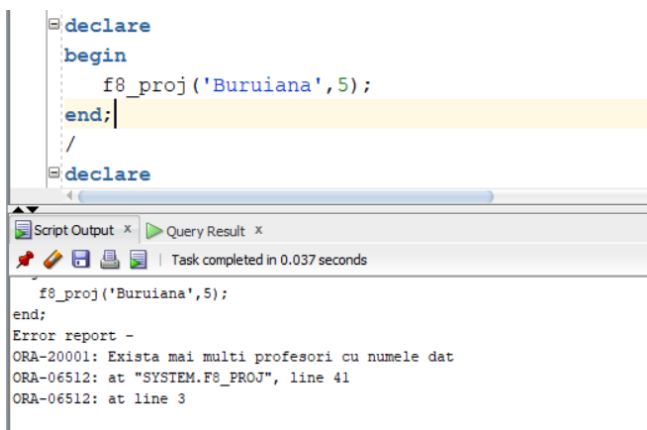 declare
begin
f8_proj('Buruiana',5);
end;
/
declare
Script Output x Query Result x
Task completed in 0.037 seconds
f8_proj('Buruiana',5);
end;
Error report -
ORA-20001: Exista mai multi profesori cu numele dat
ORA-06512: at "SYSTEM.F8_PROJ", line 41
ORA-06512: at line 3